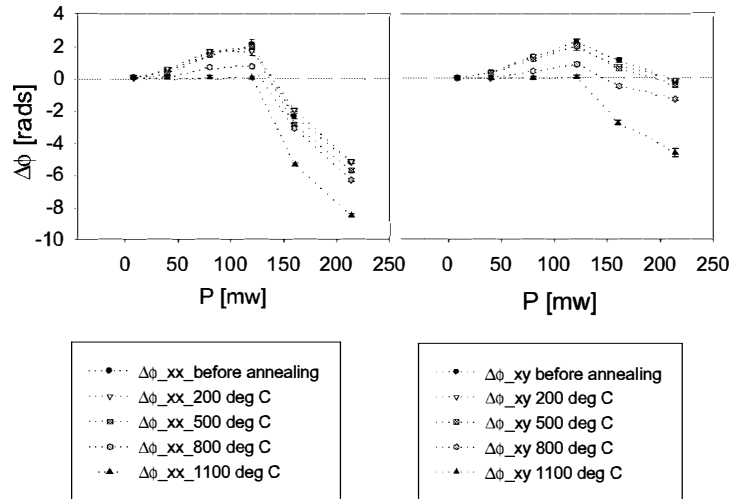 4
2
0
-2
-4
-6
-8
-10
Δϕ [rads]
0 50 100 150 200 250
0 50 100 150 200 250
P [mw]
P [mw]
Δϕ_xx_before annealing
Δϕ_xx_200 deg C
Δϕ_xx_500 deg C
Δϕ_xx_800 deg C
Δϕ_xx_1100 deg C
Δϕ_xy before annealing
Δϕ_xy 200 deg C
Δϕ_xy 500 deg C
Δϕ_xy 800 deg C
Δϕ_xy 1100 deg C